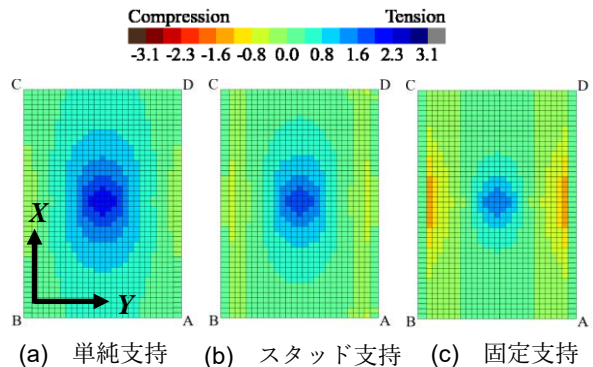 Compression Tension
-3.1 -2.3 -1.6 -0.8 0.0 0.8 1.6 2.3 3.1
C D C D C D
X
Y
B A B A B A
(a) 単純支持 (b) スタッド支持 (c) 固定支持